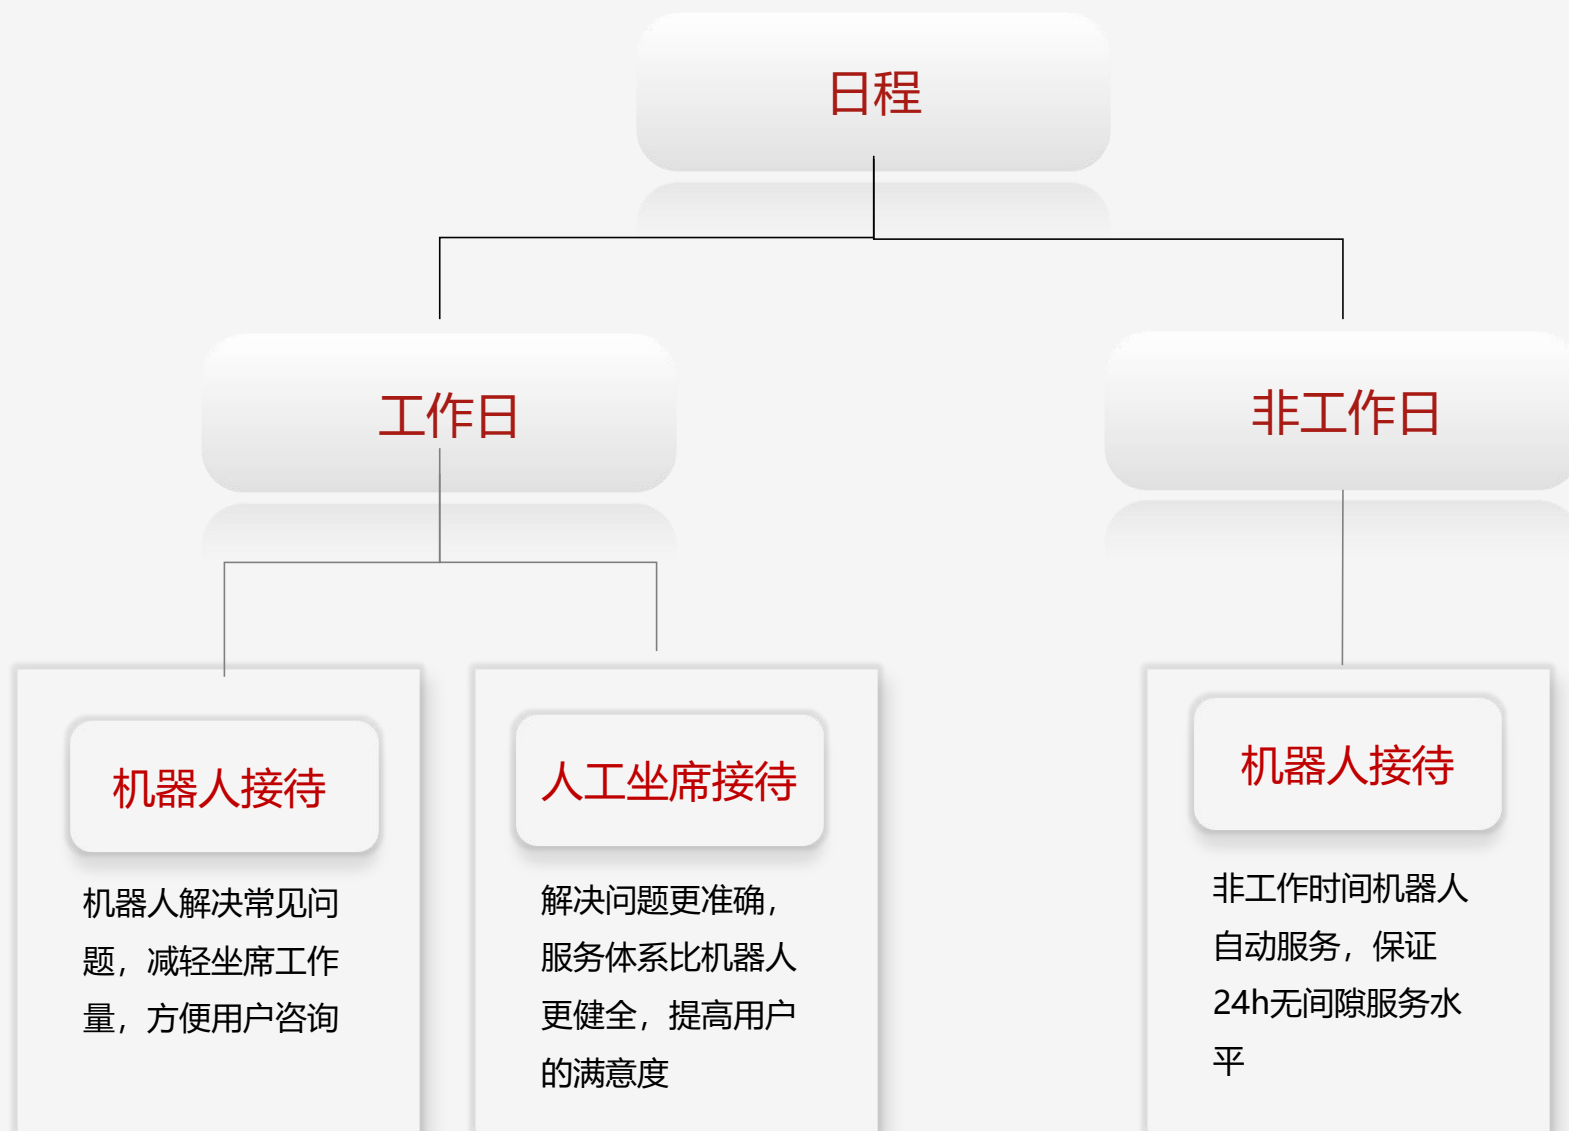 日程
工作日
非工作日
机器人接待
机器人解决常见问
题，减轻坐席工作
量，方便用户咨询
人工坐席接待
解决问题更准确，
服务体系比机器人
更健全，提高用户
的满意度
机器人接待
非工作时间机器人
自动服务，保证
24h无间隙服务水
平